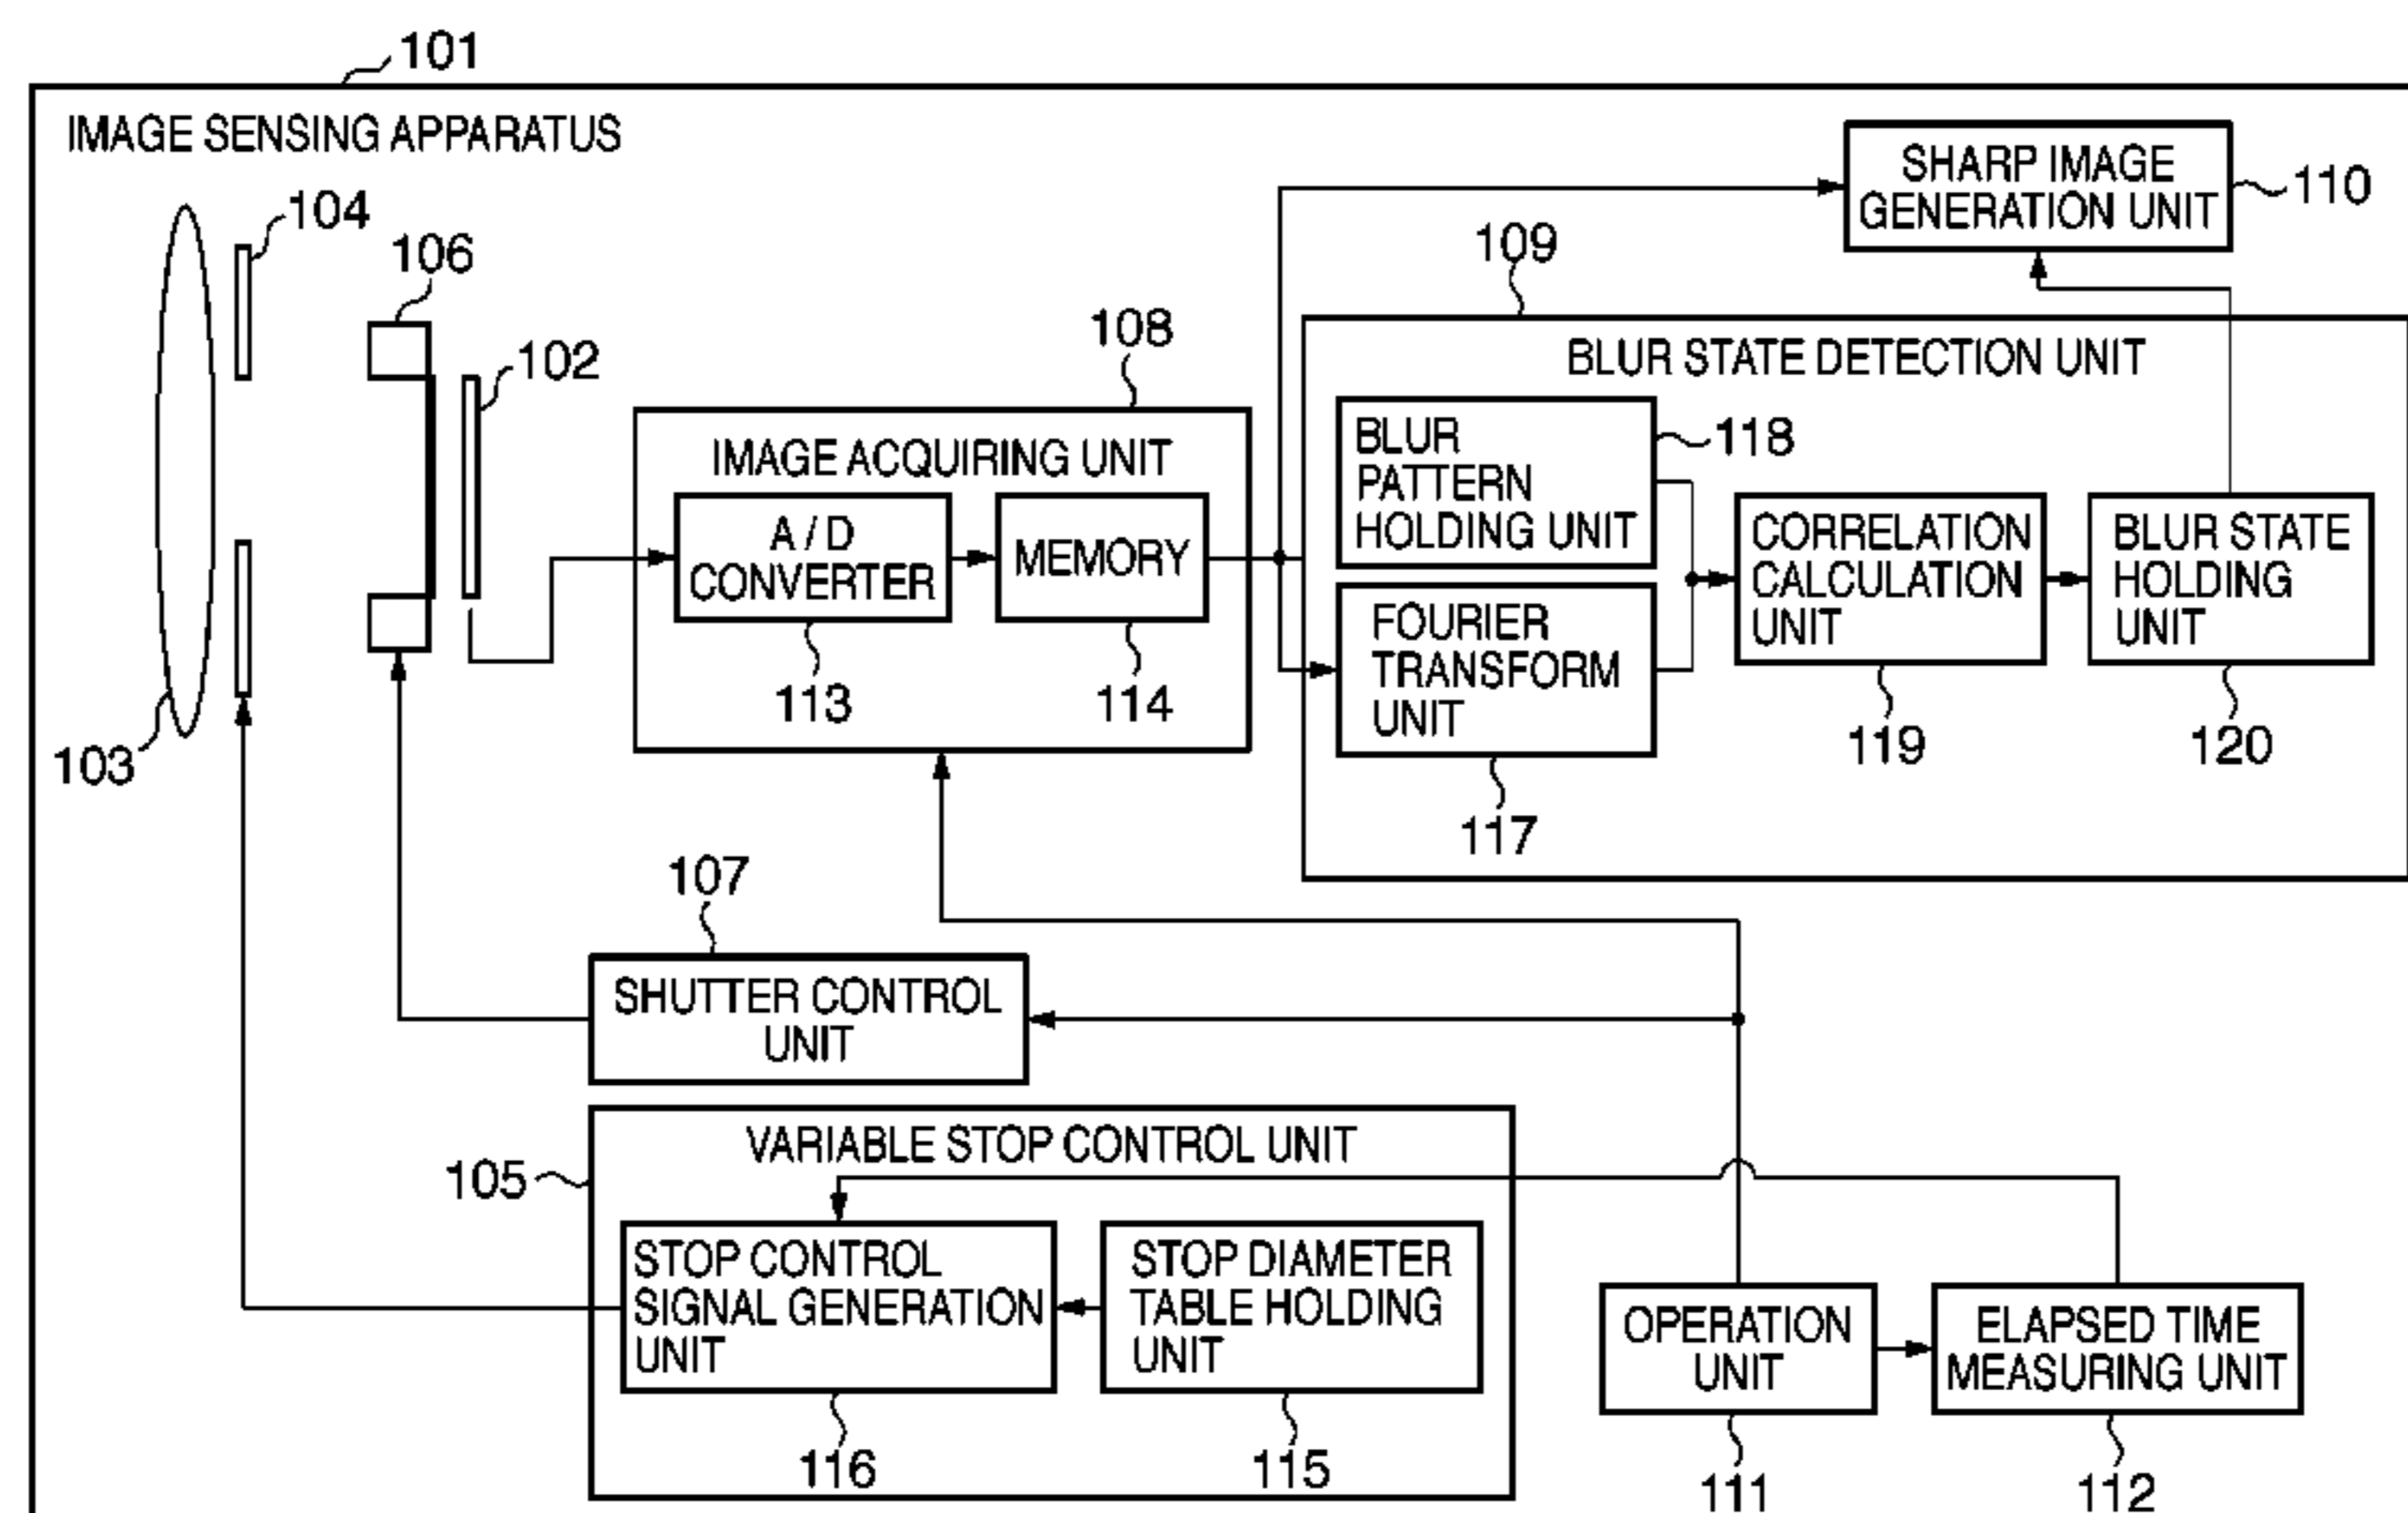 101
IMAGE SENSING APPARATUS
104
106
102
103
108
IMAGE ACQUIRING UNIT
A / D
CONVERTER
113
MEMORY
114
SHARP IMAGE
GENERATION UNIT
110
109
BLUR STATE DETECTION UNIT
BLUR
PATTERN
HOLDING UNIT
118
FOURIER
TRANSFORM
UNIT
117
CORRELATION
CALCULATION
UNIT
119
BLUR STATE
HOLDING
UNIT
120
107
SHUTTER CONTROL
UNIT
105
VARIABLE STOP CONTROL UNIT
STOP CONTROL
SIGNAL GENERATION
UNIT
116
STOP DIAMETER
TABLE HOLDING
UNIT
115
OPERATION
UNIT
111
ELAPSED TIME
MEASURING UNIT
112